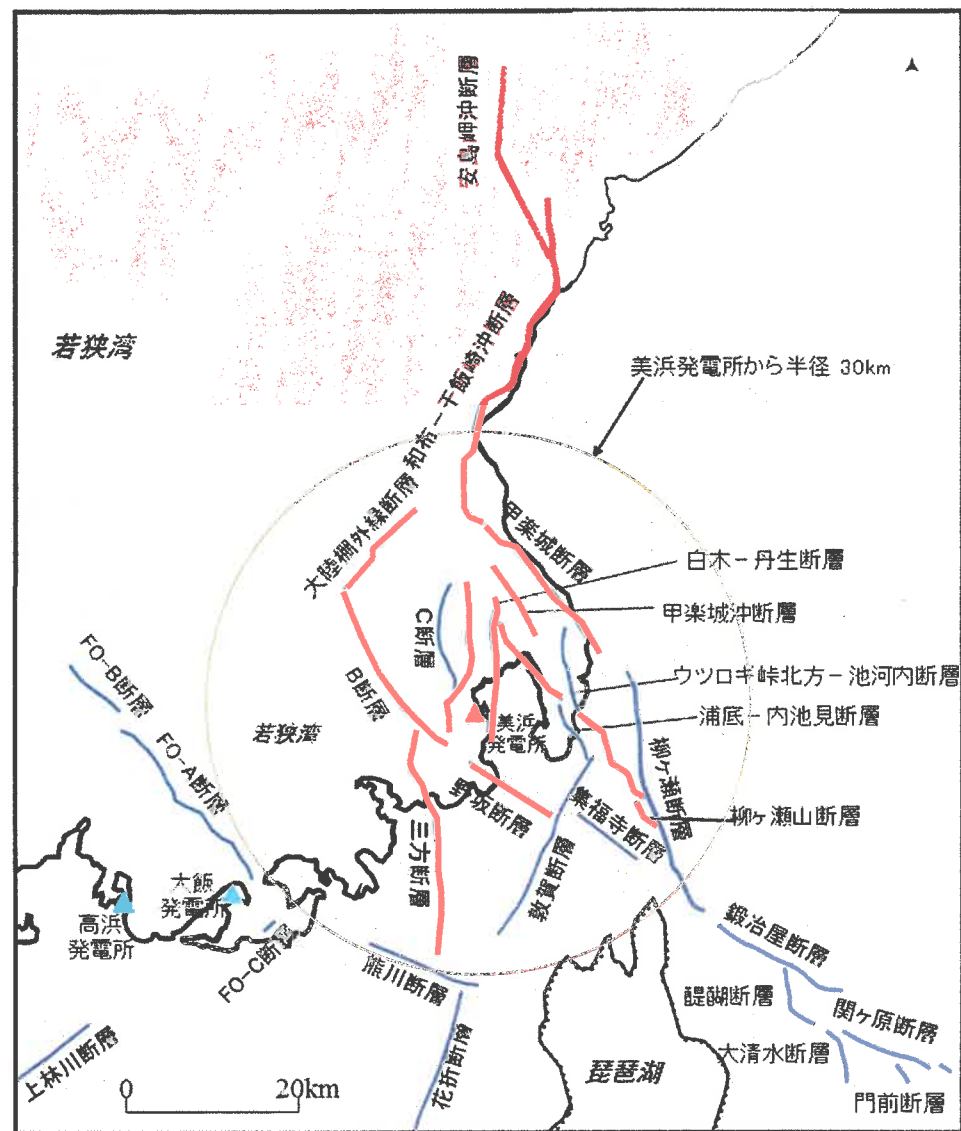 安島岬沖断層
若狭湾
和布－干飯崎沖断層
美浜発電所から半径 30km
大陸棚外縁断層
甲楽城断層
白木－丹生断層
甲楽城沖断層
C断層
FO-B断層
B断層
ウツロギ峠北方－池河内断層
若狭湾
美浜
発電所
浦底－内池見断層
FO-A断層
柳ヶ瀬断層
野坂断層
集福寺断層
柳ヶ瀬山断層
三方断層
敦賀断層
大飯
発電所
高浜
発電所
FO-C断層
熊川断層
鍛冶屋断層
醍醐断層
関ヶ原断層
上林川断層
花折断層
大清水断層
琵琶湖
門前断層
0 20km